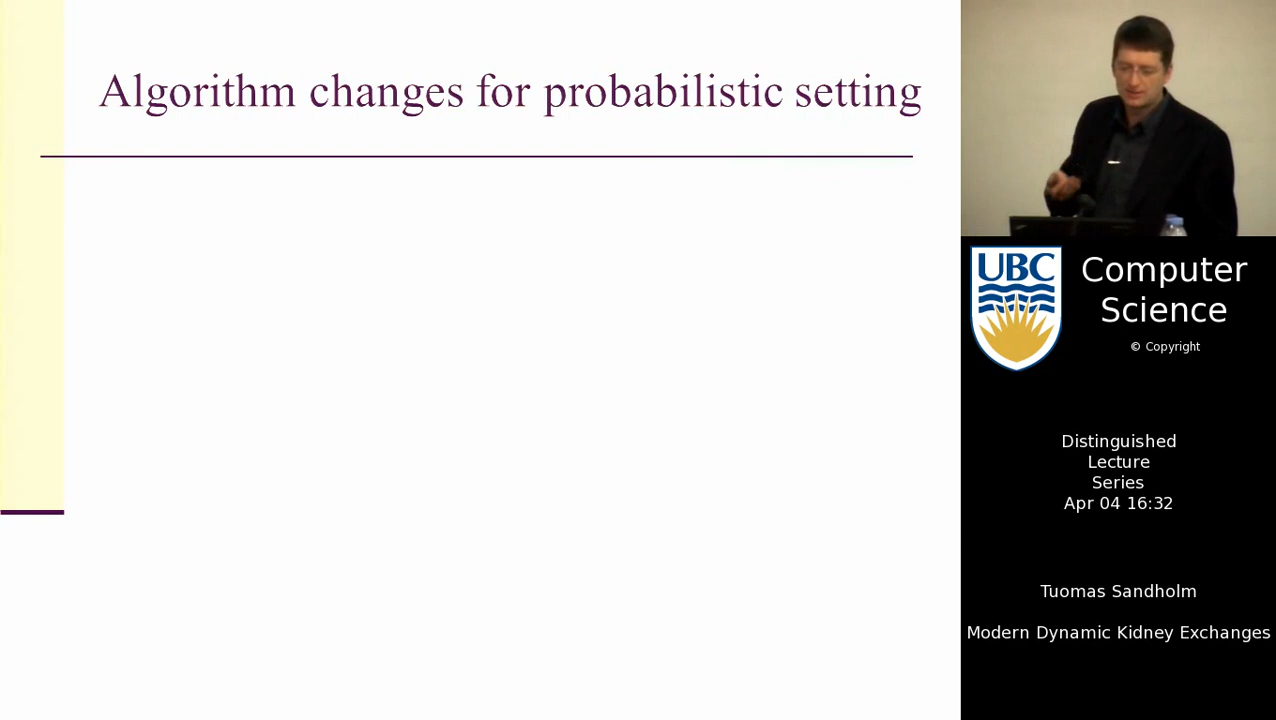 Algorithm changes for probabilistic setting
UBC
Computer
Science
© Copyright
Distinguished
Lecture
Series
Apr 04 16:32
Tuomas Sandholm
Modern Dynamic Kidney Exchanges